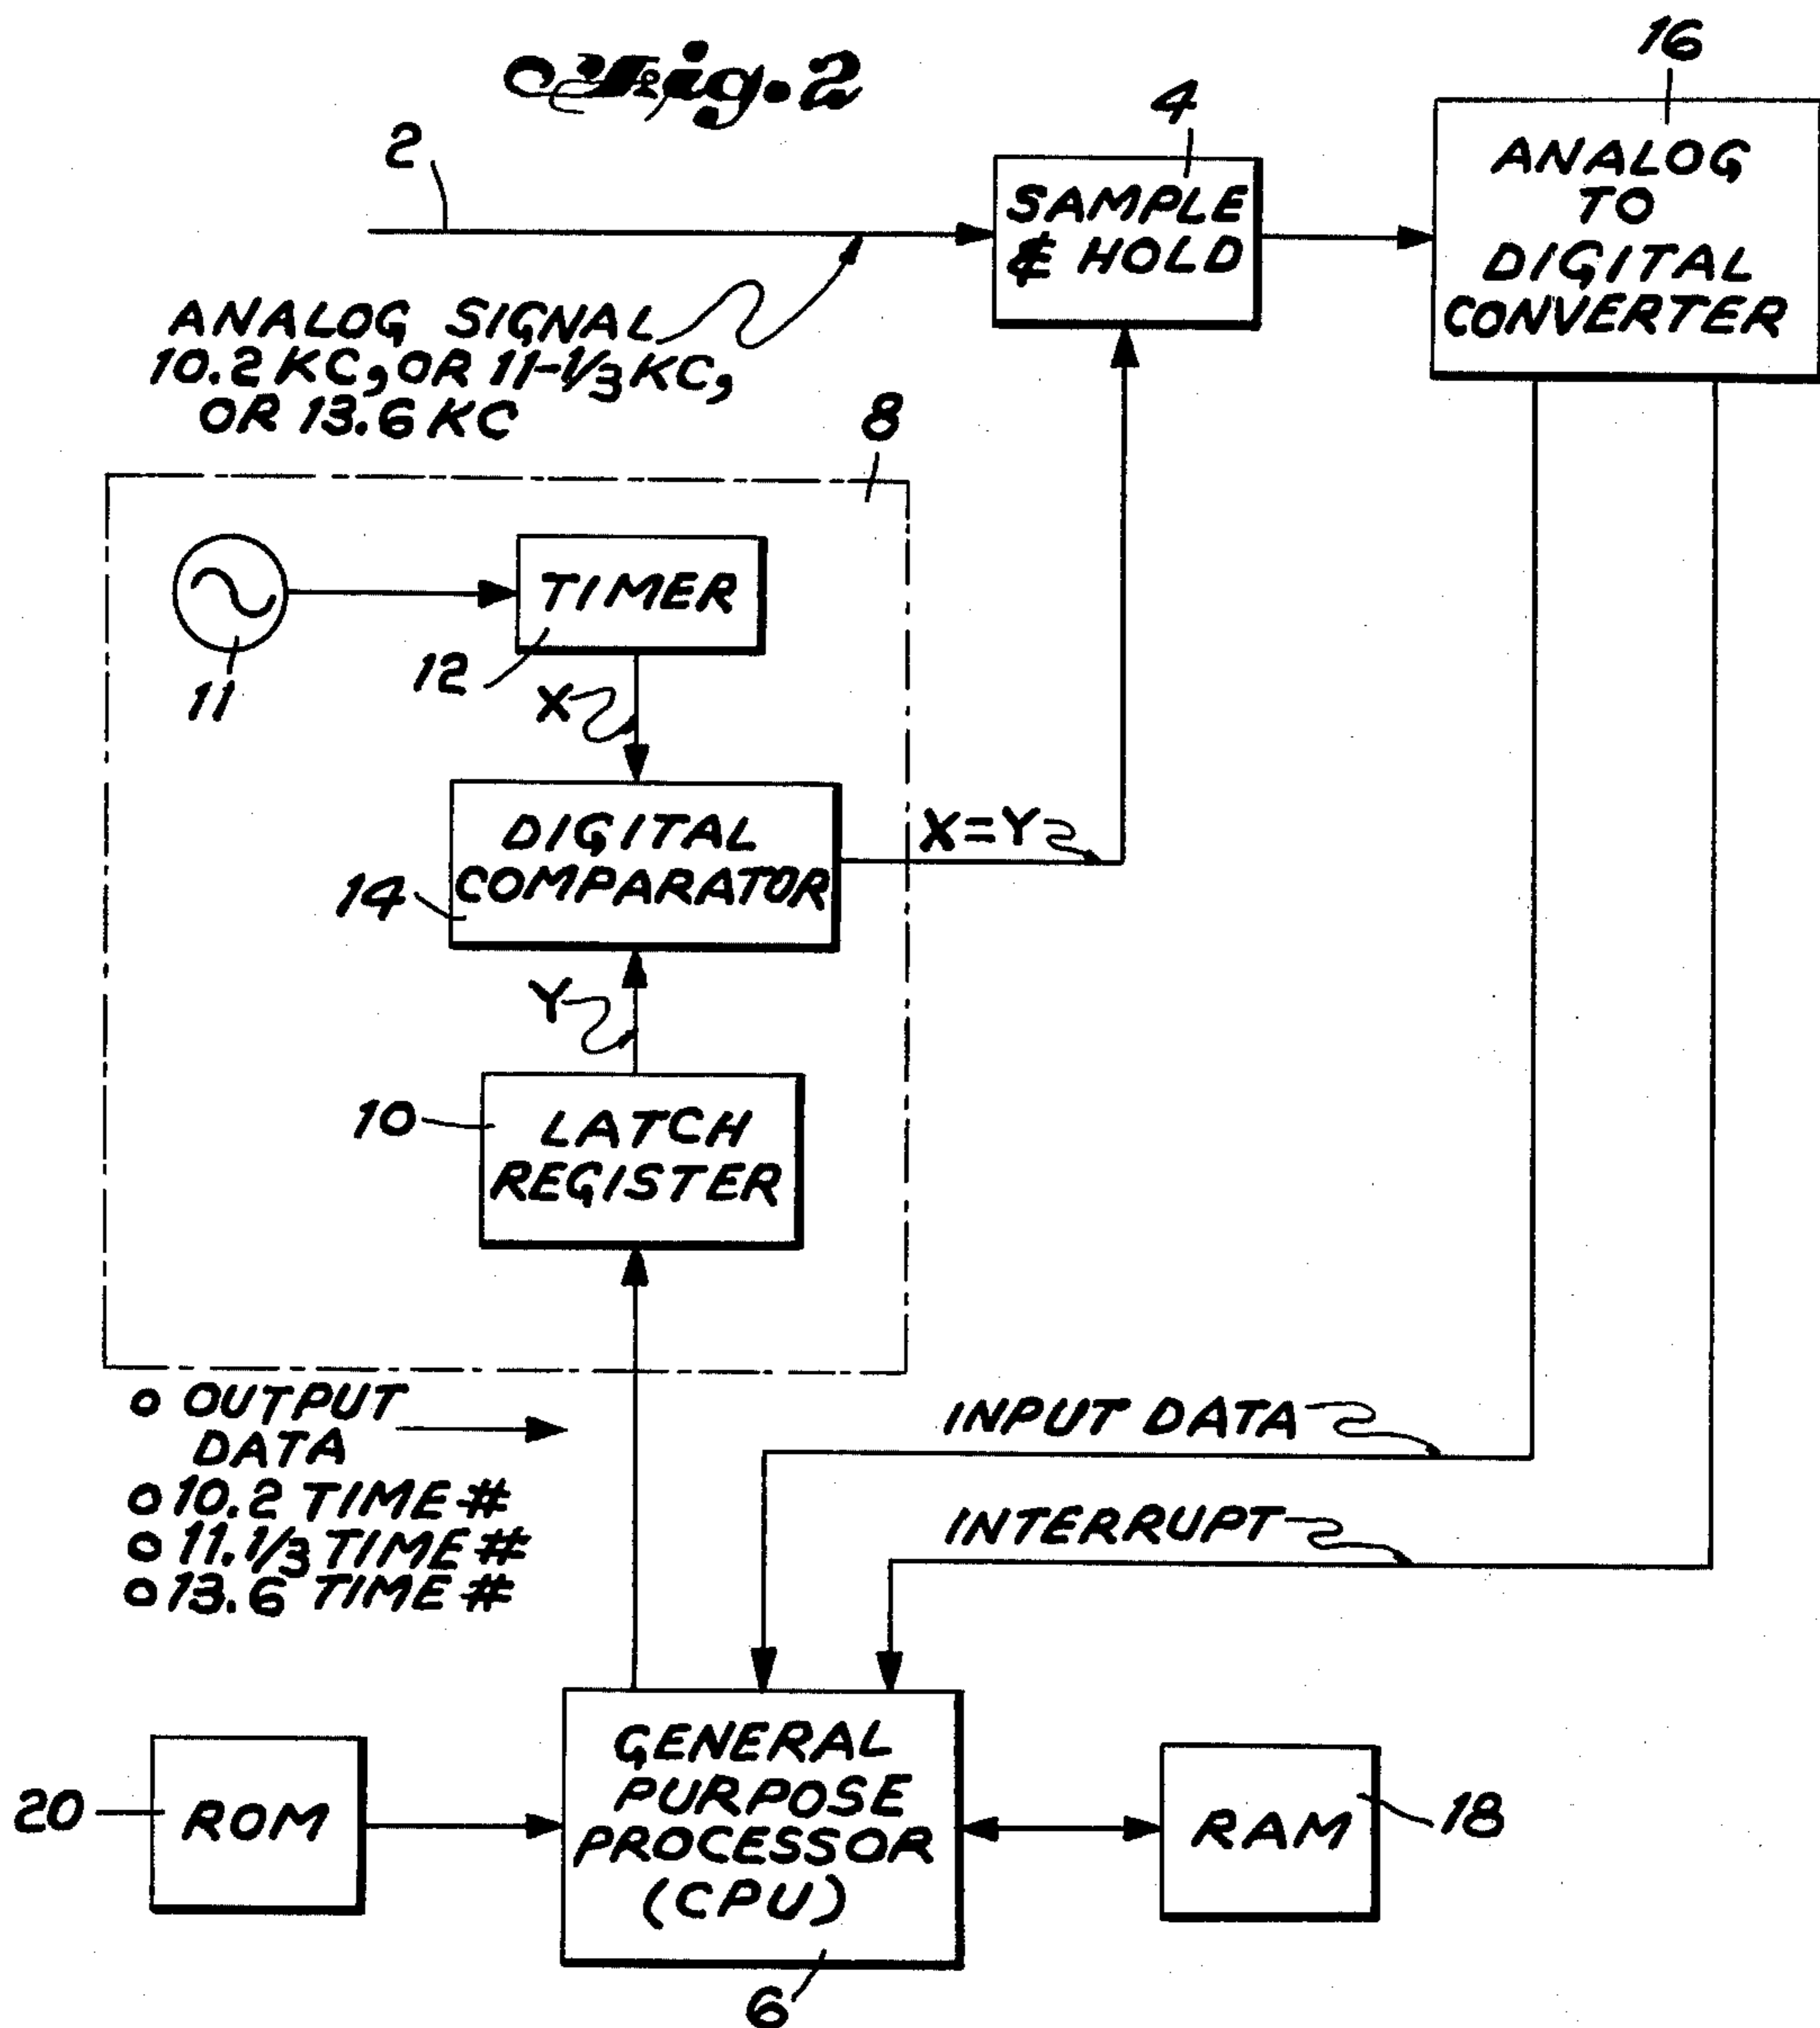 Fig. 2
16
4
2
ANALOG
TO
DIGITAL
CONVERTER
SAMPLE
& HOLD
ANALOG SIGNAL
10.2 KC, OR 11-1/3 KC,
OR 13.6 KC
8
TIMER
12
11
X
DIGITAL
COMPARATOR
14
X=Y
Y
10
LATCH
REGISTER
o OUTPUT
DATA
o 10.2 TIME #
o 11.1/3 TIME #
o 13.6 TIME #
INPUT DATA
INTERRUPT
GENERAL
PURPOSE
PROCESSOR
(CPU)
20
ROM
RAM
18
6